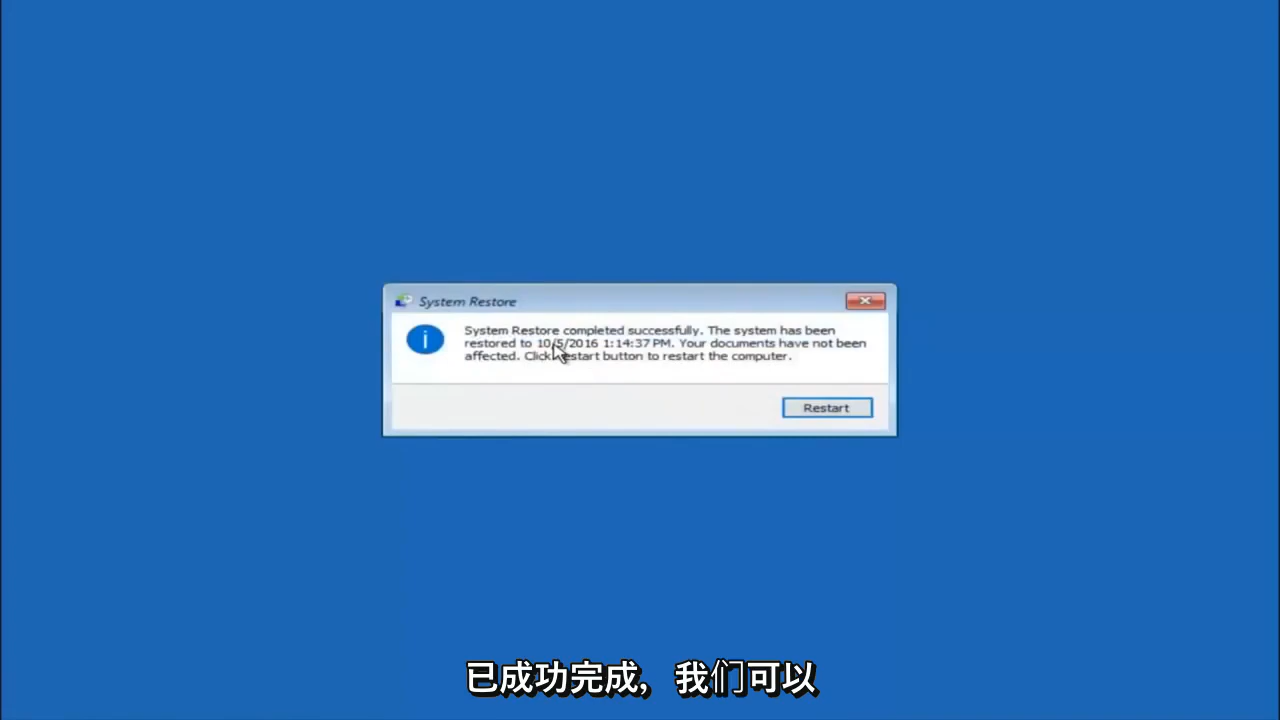 System Restore
System Restore completed successfully. The system has been
restored to 10/5/2016 1:14:37 PM. Your documents have not been
affected. Click Restart button to restart the computer.
Restart
已成功完成，我们可以